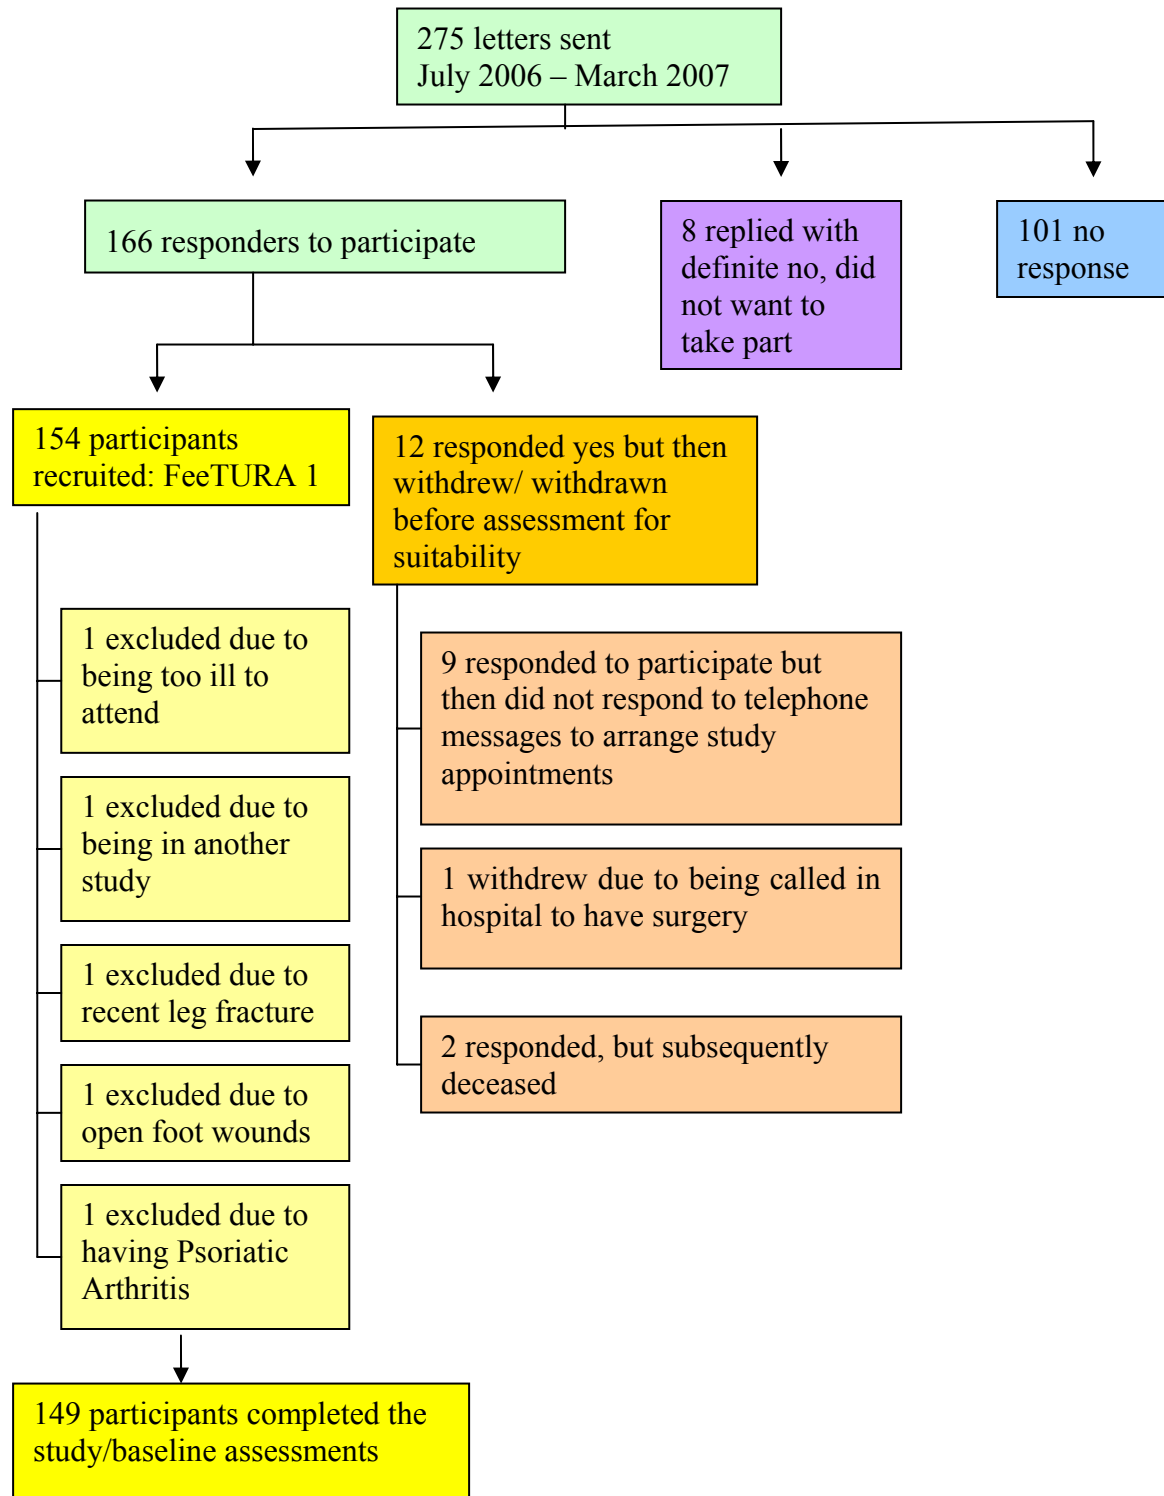 275 letters sent
July 2006 – March 2007
166 responders to participate
8 replied with
definite no, did
not want to
take part
101 no
response
154 participants
recruited: FeeTURA 1
12 responded yes but then
withdrew/ withdrawn
before assessment for
suitability
1 excluded due to
being too ill to
attend
1 excluded due to
being in another
study
1 excluded due to
recent leg fracture
1 excluded due to
open foot wounds
1 excluded due to
having Psoriatic
Arthritis
9 responded to participate but
then did not respond to telephone
messages to arrange study
appointments
1 withdrew due to being called in
hospital to have surgery
2 responded, but subsequently
deceased
149 participants completed the
study/baseline assessments